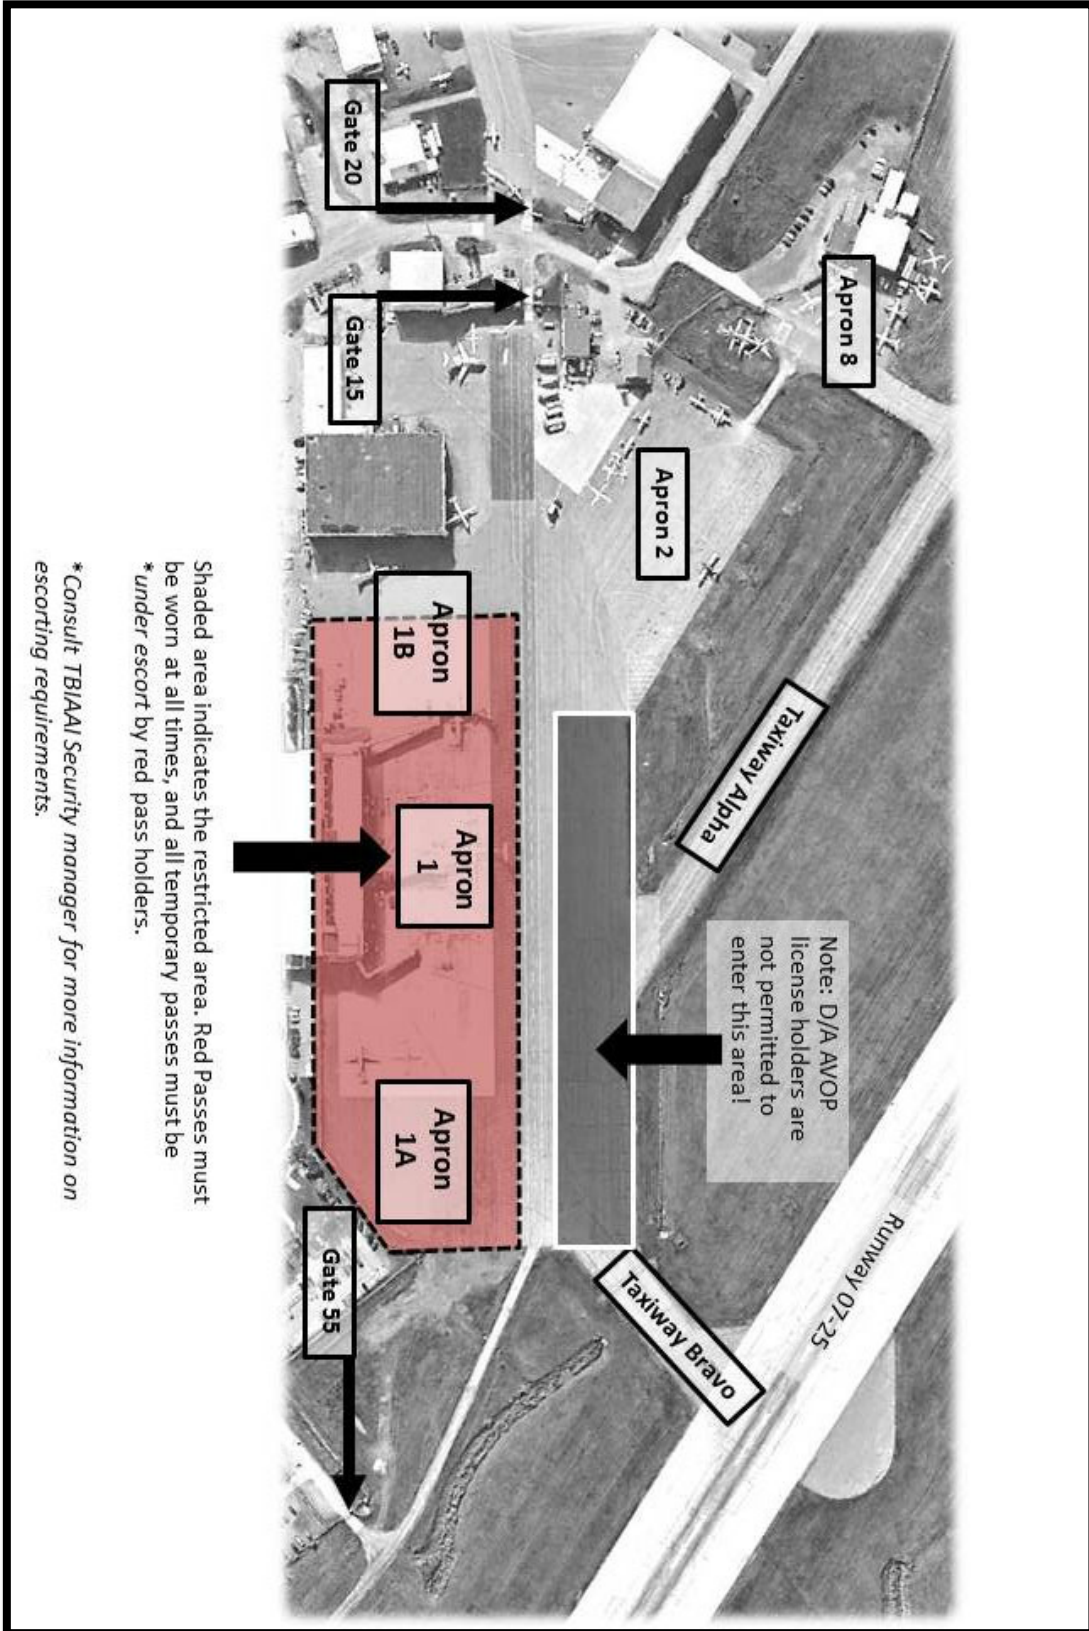 Runway 07-25
Apron 8
Taxiway Alpha
Note: D/A AVOP
license holders are
not permitted to
enter this area!
Taxiway Bravo
Apron 2
Gate 20
Gate 15
Apron
1B
Apron
1
Apron
1A
Gate 55
Shaded area indicates the restricted area. Red Passes must
be worn at all times, and all temporary passes must be
*under escort by red pass holders.
*Consult TBIAAI Security manager for more information on
escorting requirements.